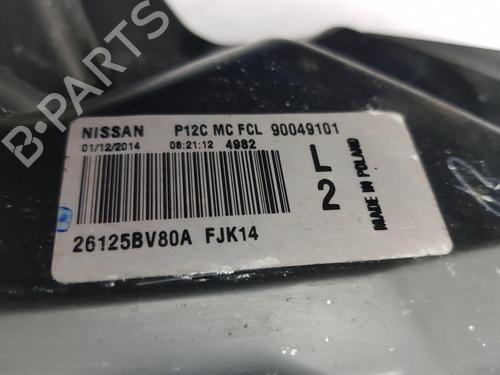 B-PARTS
NISSAN P12C MC FCL 90049101
01/12/2014 08:21:12 4982
L
2
MADE IN POLAND
26125BV80A FJK14